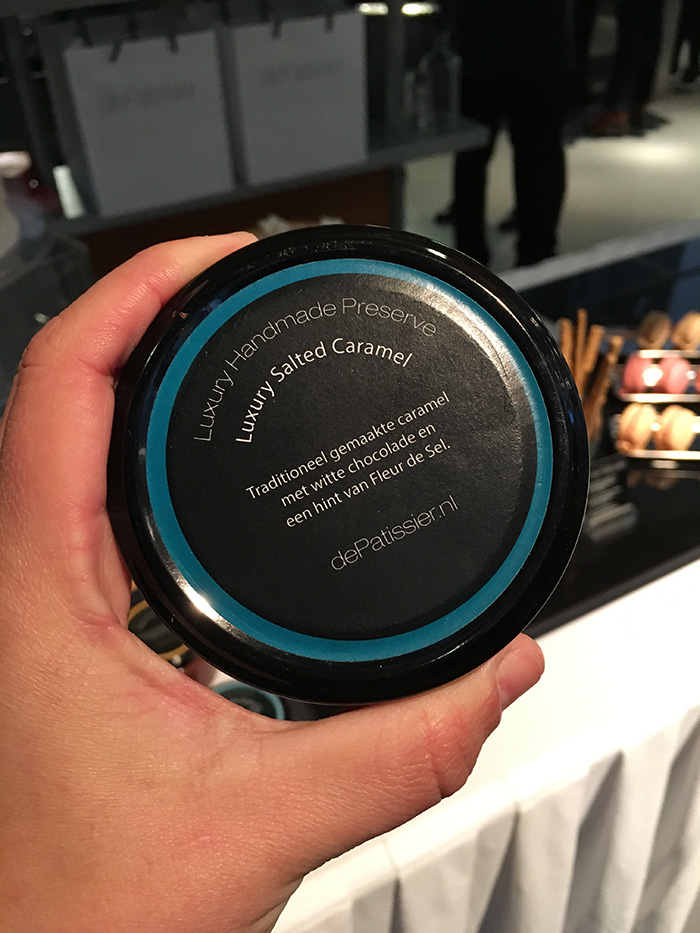 Luxury Handmade Preserve
Luxury Salted Caramel
Traditioneel gemaakte caramel
met witte chocolade en
een hint van Fleur de Sel.
dePatissier.nl